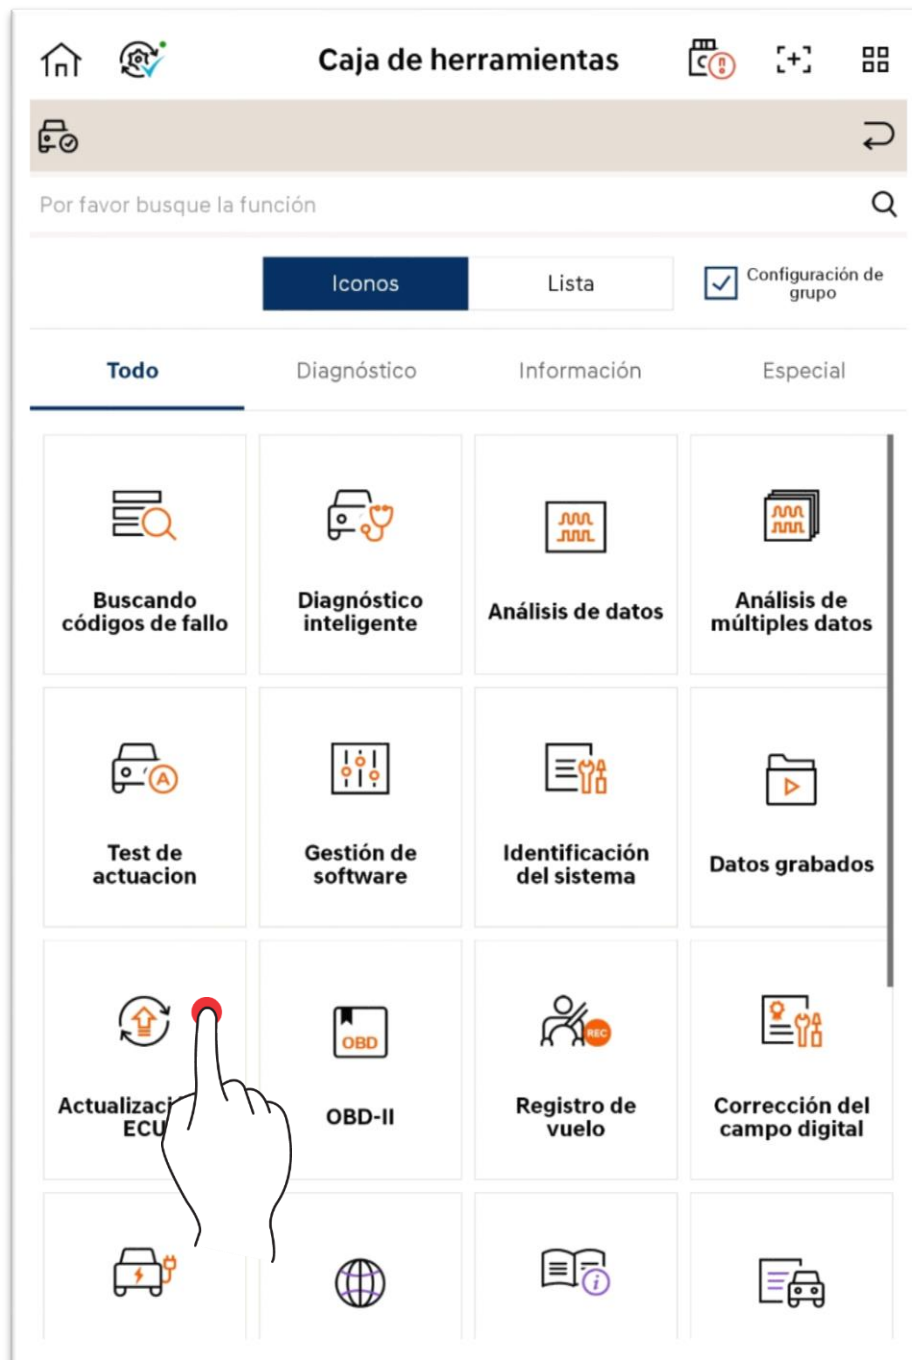 Caja de herramientas
Por favor busque la función
Iconos
Lista
Configuración de
grupo
Todo
Diagnóstico
Información
Especial
Buscando
códigos de fallo
Diagnóstico
inteligente
Análisis de datos
Análisis de
múltiples datos
Test de
actuacion
Gestión de
software
Identificación
del sistema
Datos grabados
ECU
OBD
OBD-II
REC
Registro de
vuelo
Corrección del
campo digital
A